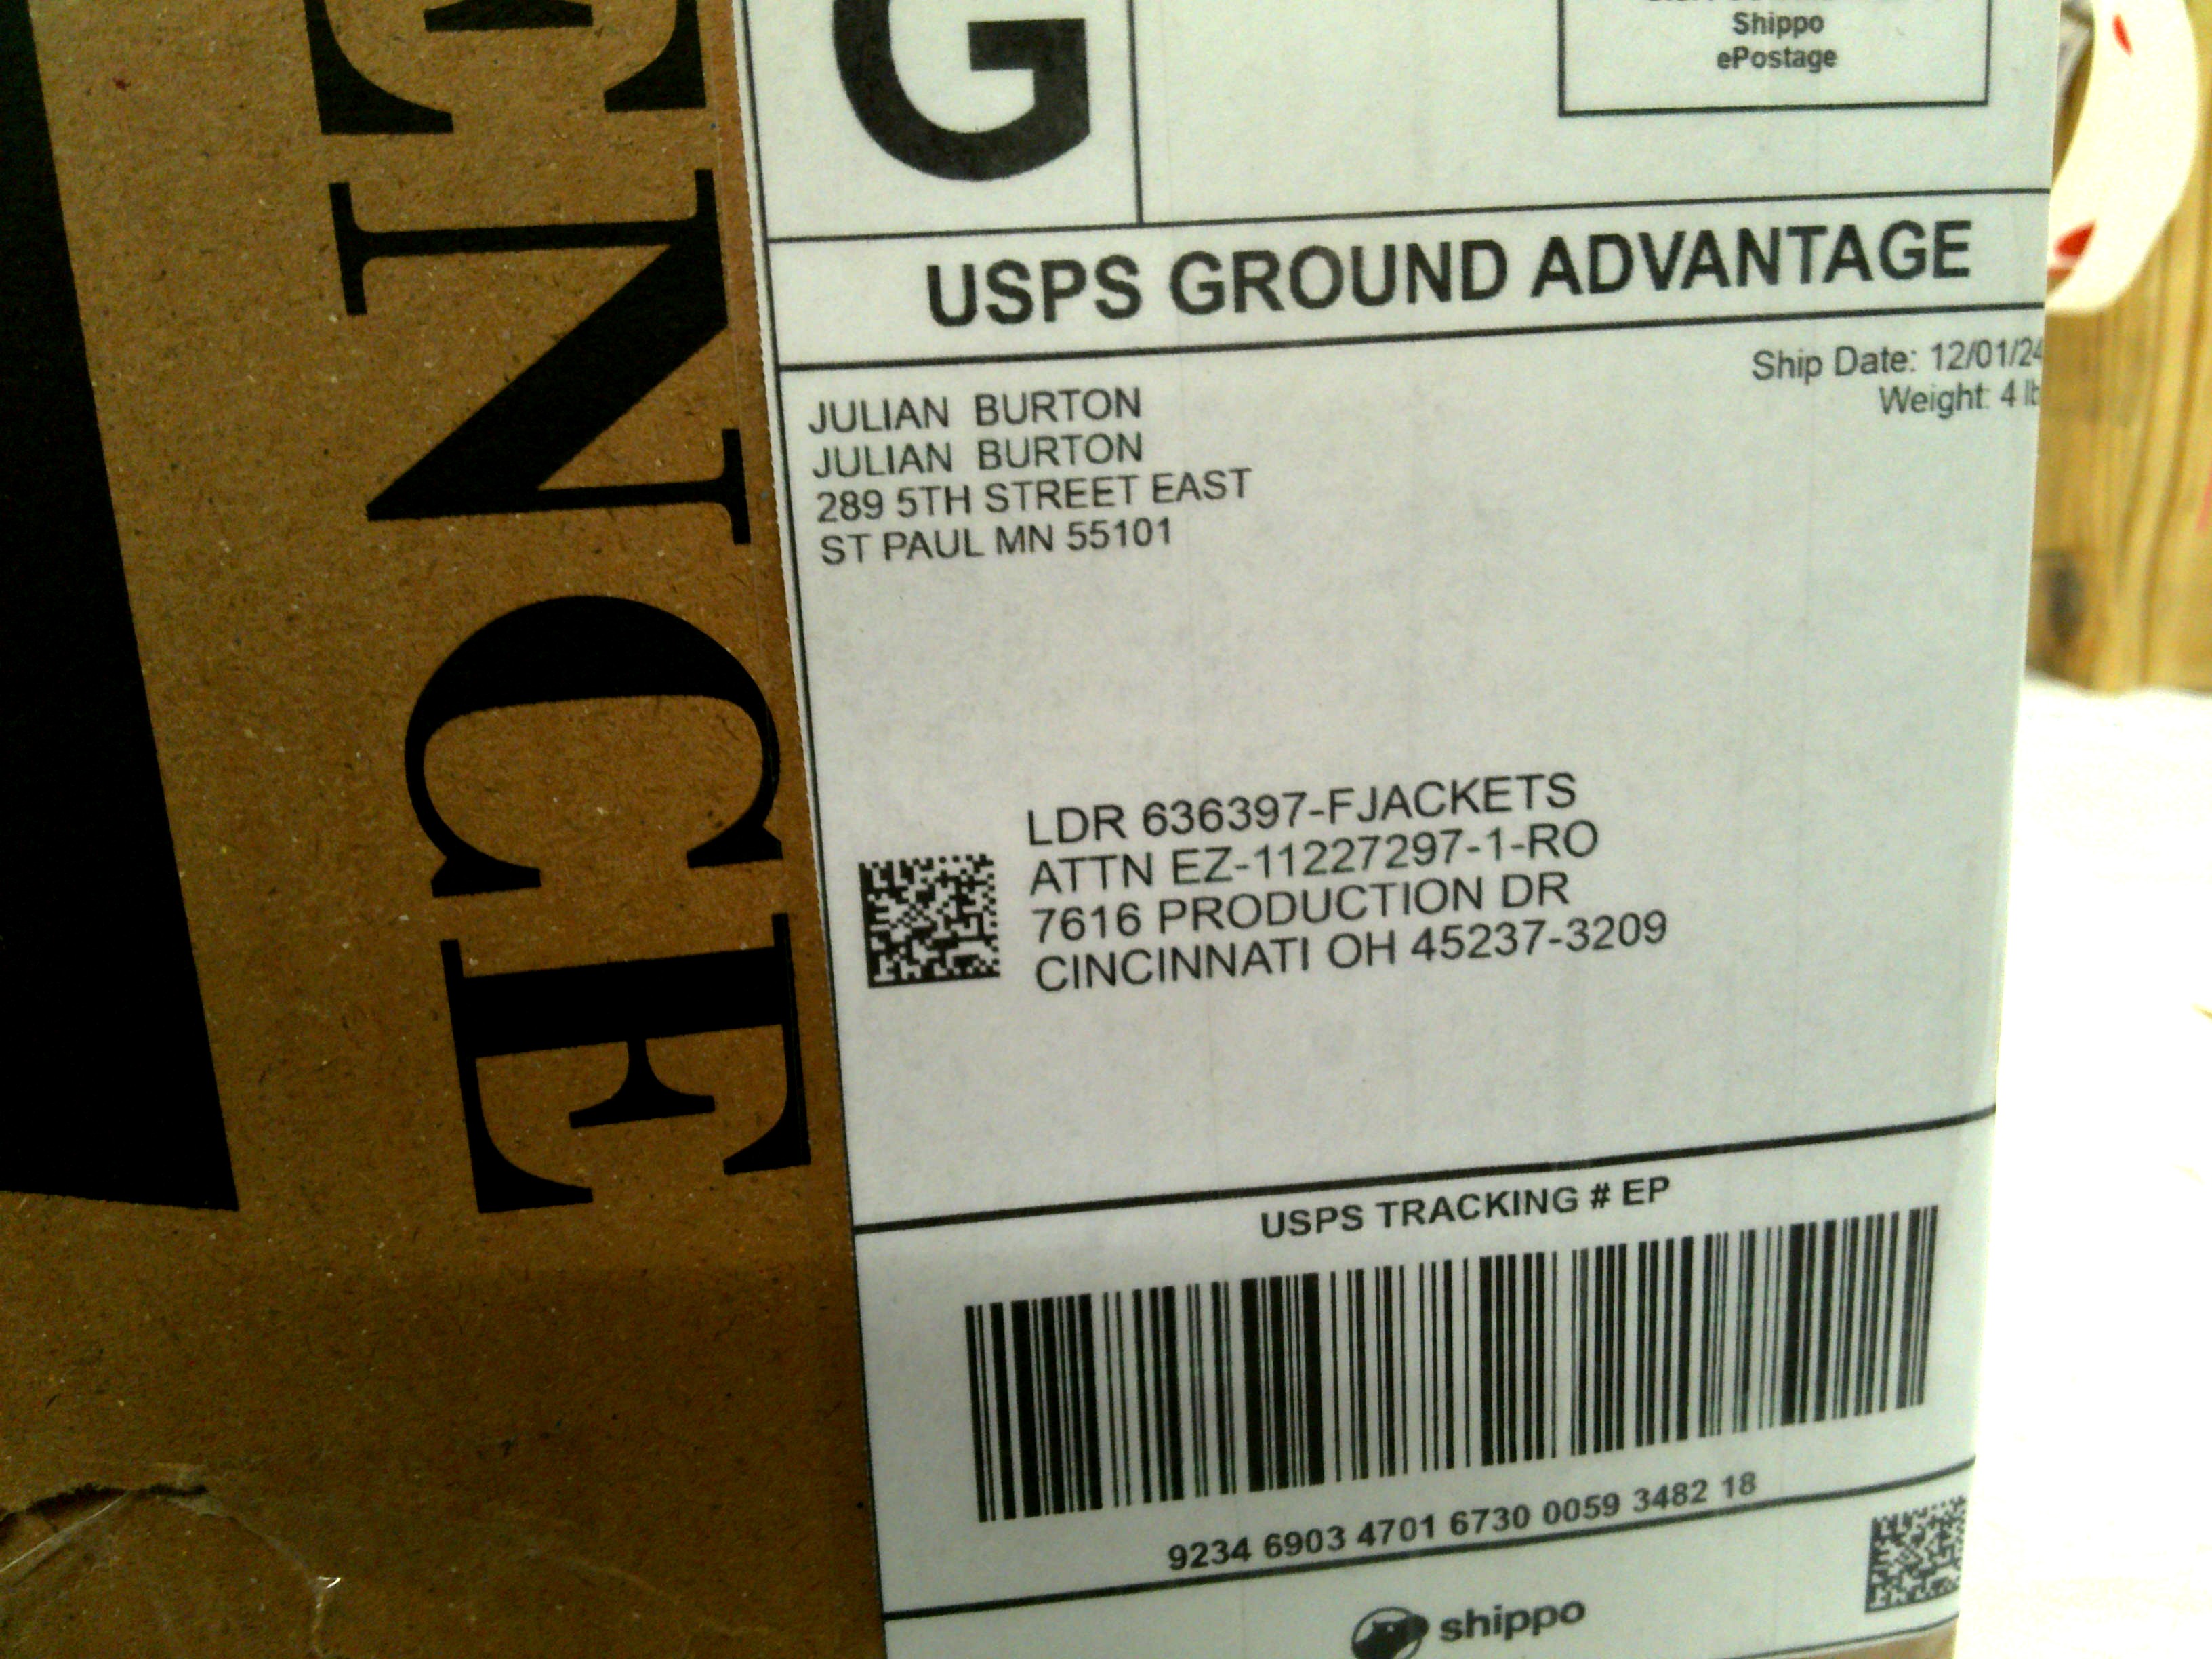 ENCE
G
Shippo
ePostage
USPS GROUND ADVANTAGE
Ship Date: 12/01/24
Weight: 4 lb
JULIAN BURTON
JULIAN BURTON
289 5TH STREET EAST
ST PAUL MN 55101
LDR 636397-FJACKETS
ATTN EZ-11227297-1-RO
7616 PRODUCTION DR
CINCINNATI OH 45237-3209
USPS TRACKING # EP
9234 6903 4701 6730 0059 3482 18
shippo